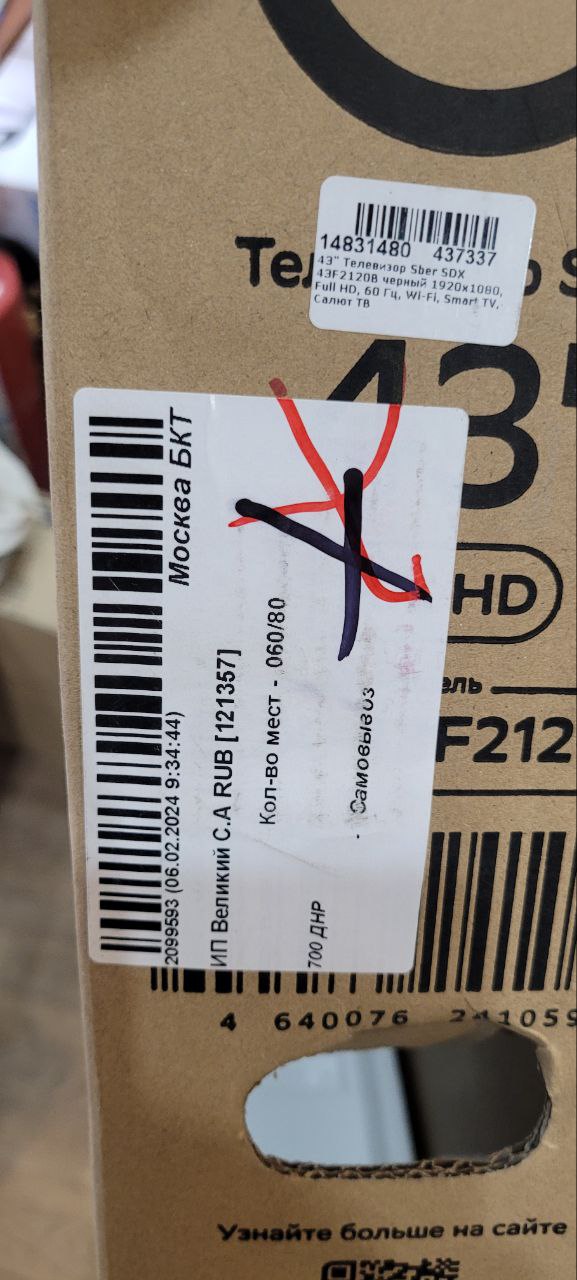 14831480 437337
43" Телевизор Sber SDX
43F2120B черный 1920x1080,
Full HD, 60 Гц, Wi-Fi, Smart TV,
Салют ТВ
43"
HD
F212
Москва БКТ
2099593 (06.02.2024 9:34:44)
ИП Великий С.А RUB [121357]
Кол-во мест - 060/80
- Самовывоз
700 ДНР
4 640076 241059
Узнайте больше на сайте